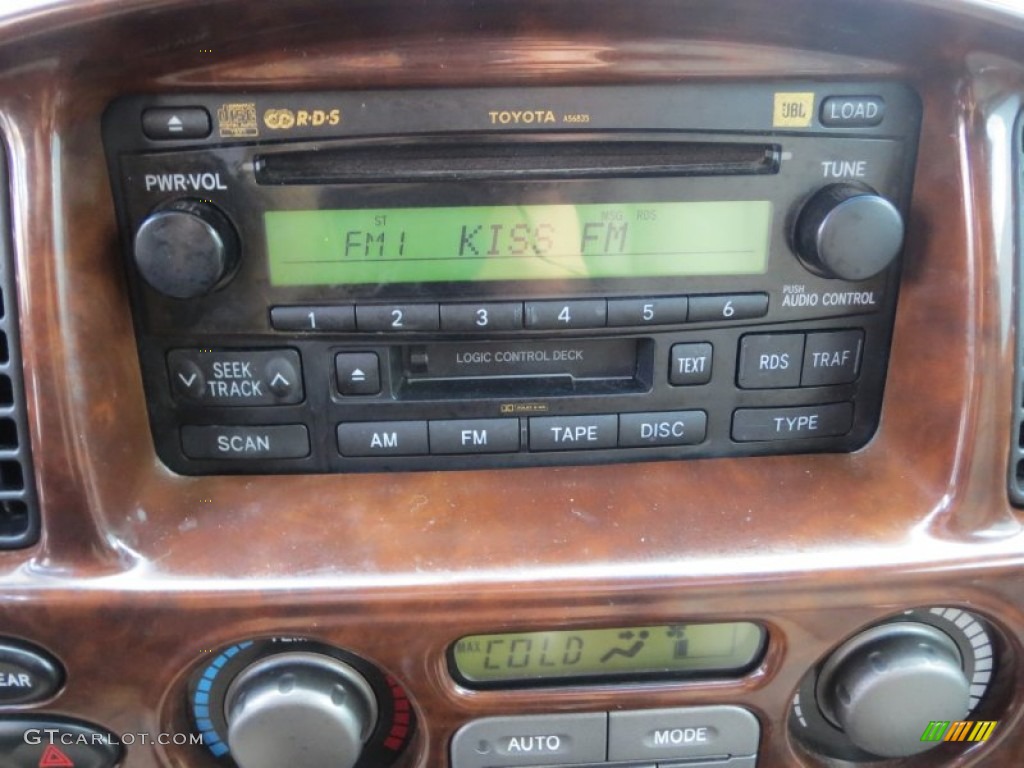 R·D·S TOYOTA A56835 JBL LOAD
PWR·VOL TUNE
ST MSG RDS
FM1 KISS FM
PUSH
AUDIO CONTROL
1 2 3 4 5 6
SEEK
TRACK
LOGIC CONTROL DECK
TEXT RDS TRAF
SCAN AM FM TAPE DISC TYPE
MAX COLD
EAR
AUTO MODE
GTcarlot.com